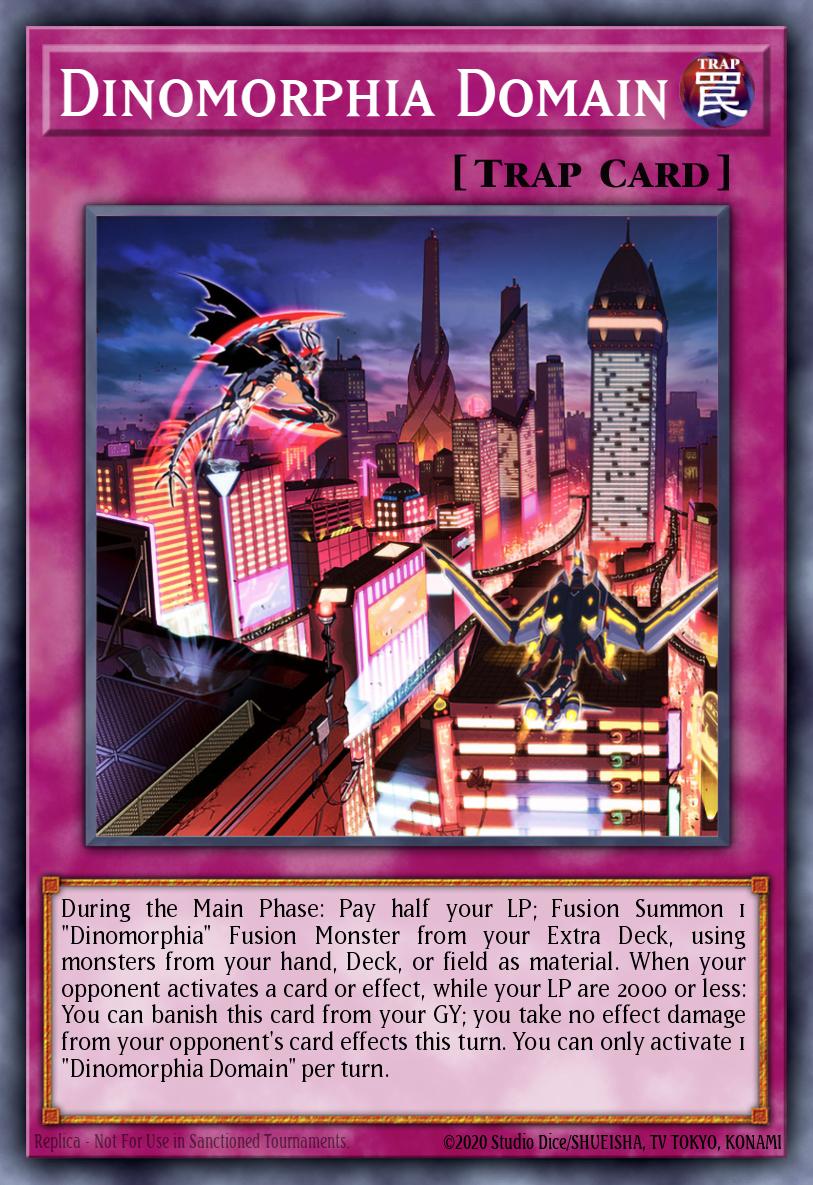 Dinomorphia Domain
TRAP
罠
[Trap Card]
During the Main Phase: Pay half your LP; Fusion Summon 1
"Dinomorphia" Fusion Monster from your Extra Deck, using
monsters from your hand, Deck, or field as material. When your
opponent activates a card or effect, while your LP are 2000 or less:
You can banish this card from your GY; you take no effect damage
from your opponent's card effects this turn. You can only activate 1
"Dinomorphia Domain" per turn.
Replica - Not For Use in Sanctioned Tournaments.
©2020 Studio Dice/SHUEISHA, TV TOKYO, KONAMI